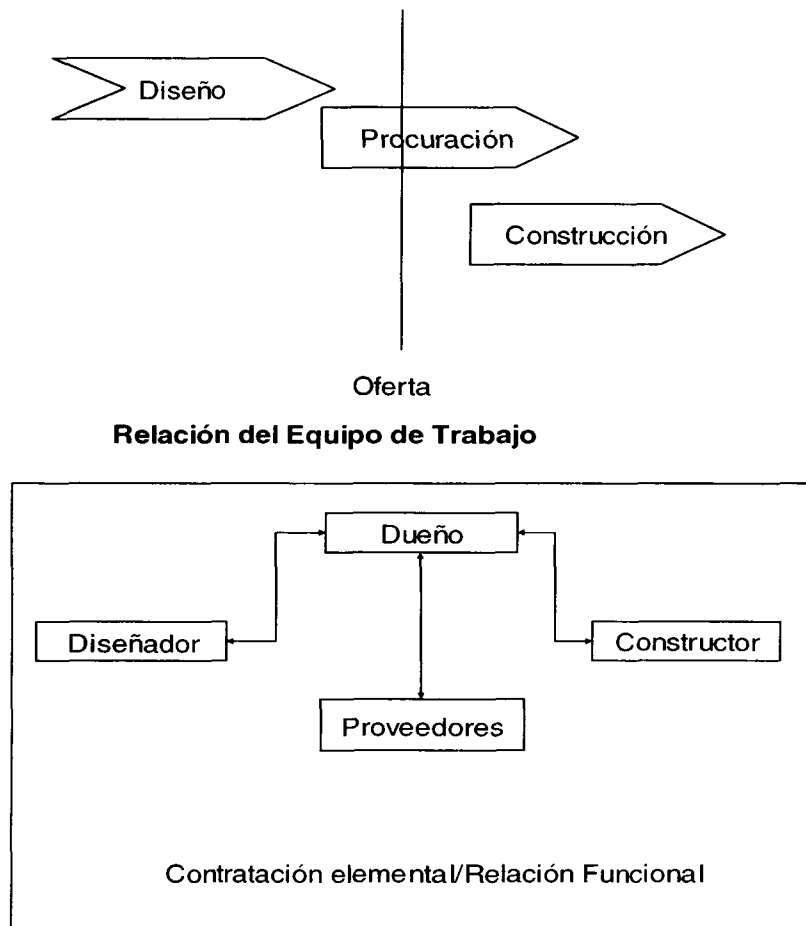 Diseño
Procuración
Construcción
Oferta
Relación del Equipo de Trabajo
Dueño
Diseñador
Constructor
Proveedores
Contratación elemental/Relación Funcional